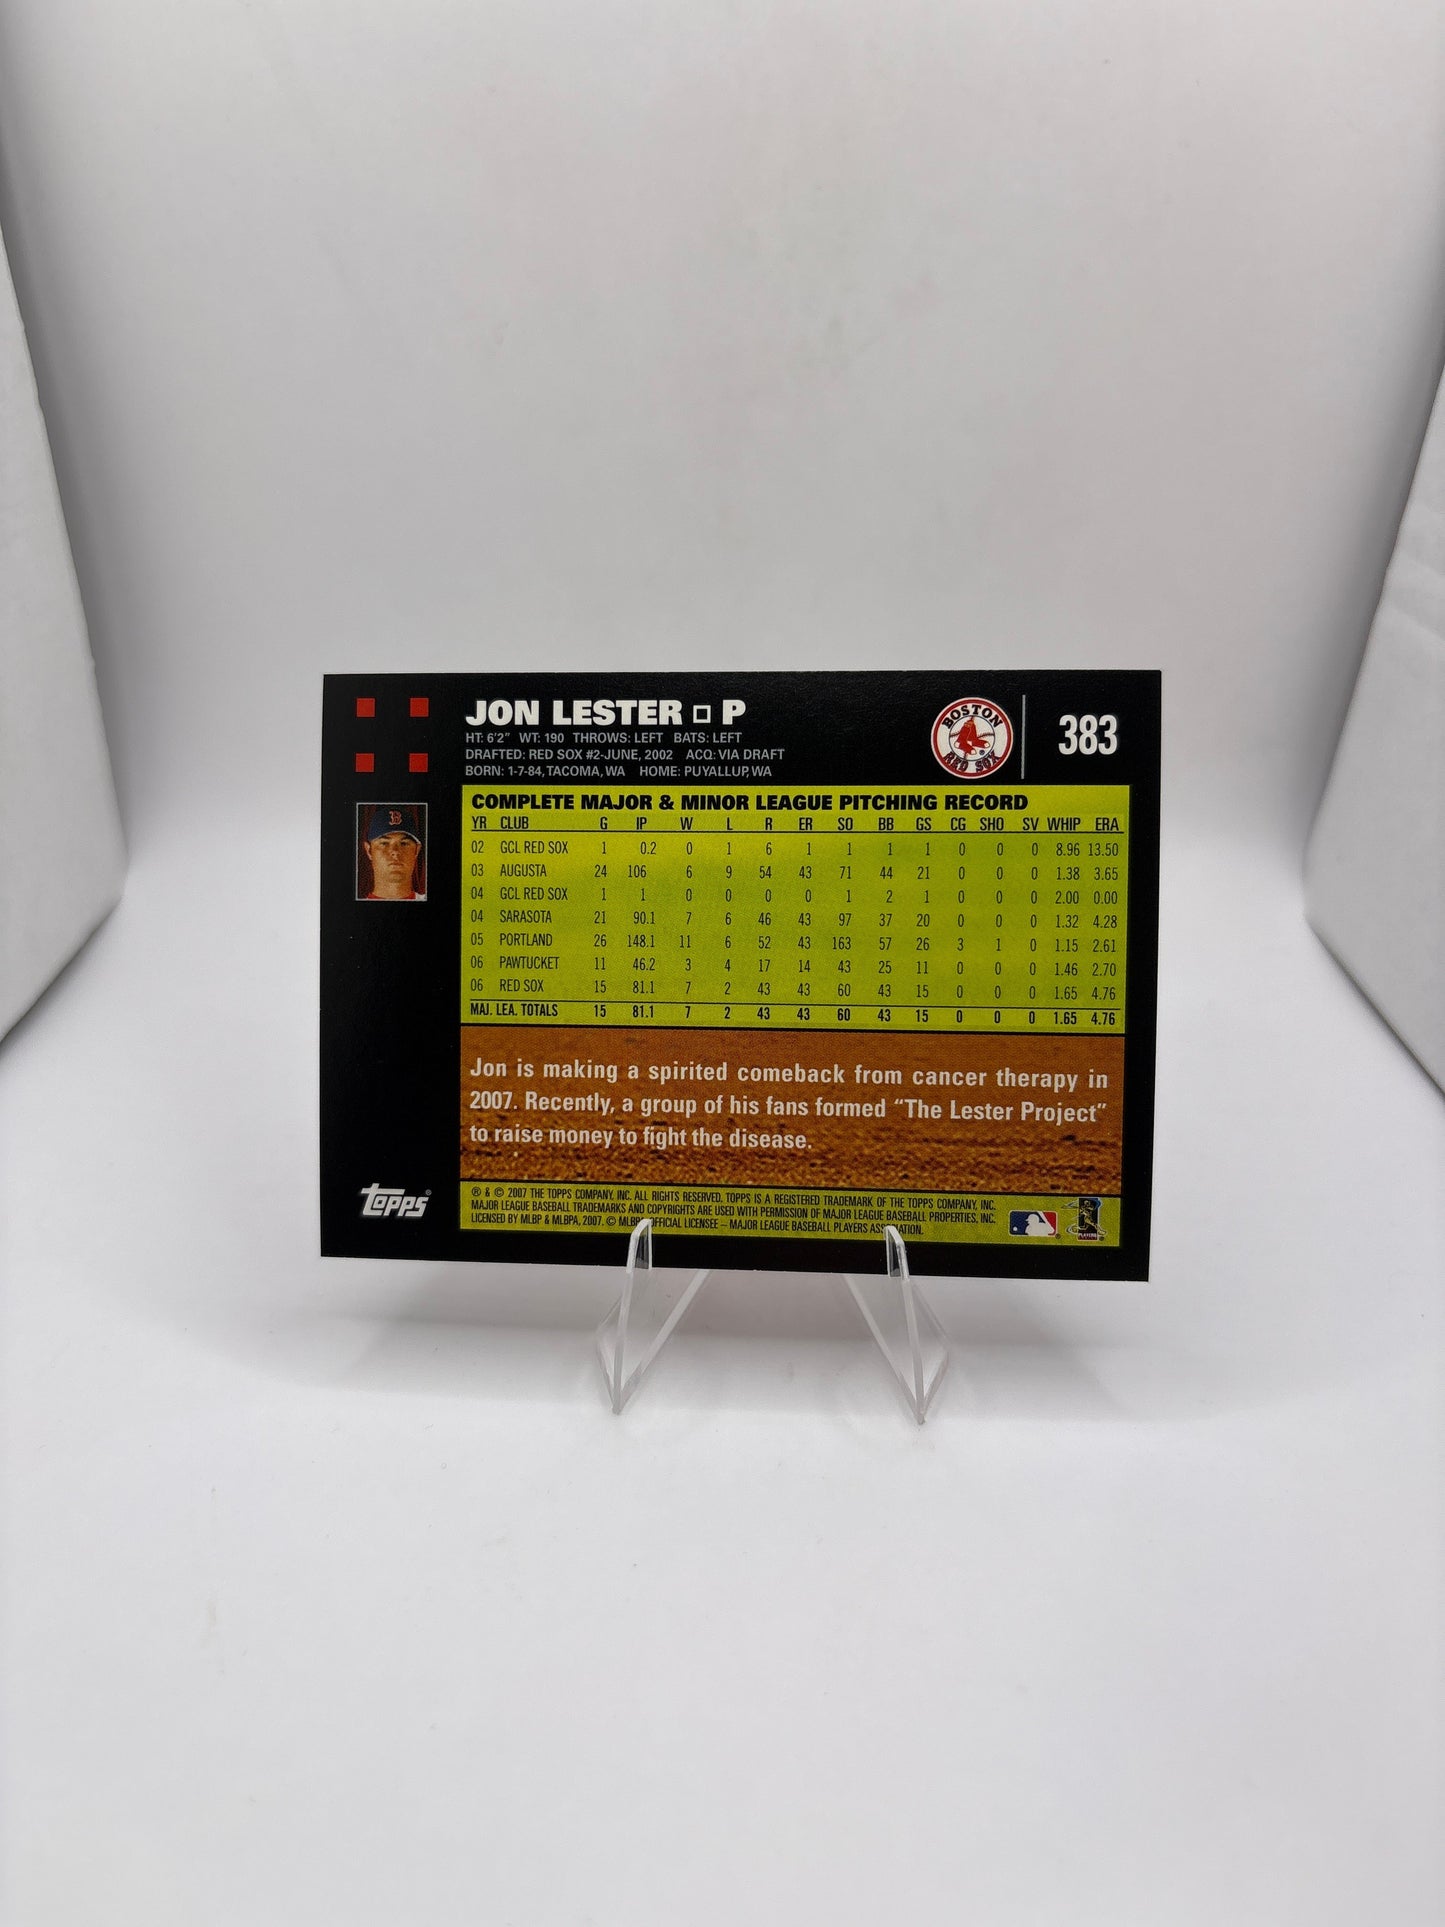 JON LESTER □ P
HT: 6'2" WT: 190 THROWS: LEFT BATS: LEFT
DRAFTED: RED SOX #2-JUNE, 2002 ACQ: VIA DRAFT
BORN: 1-7-84, TACOMA, WA HOME: PUYALLUP, WA
BOSTON
RED SOX
383
B
COMPLETE MAJOR & MINOR LEAGUE PITCHING RECORD
YR CLUB G IP W L R ER SO BB GS CG SHO SV WHIP ERA
02 GCL RED SOX 1 0.2 0 1 6 1 1 1 1 0 0 0 8.96 13.50
03 AUGUSTA 24 106 6 9 54 43 71 44 21 0 0 0 1.38 3.65
04 GCL RED SOX 1 1 0 0 0 0 1 2 1 0 0 0 2.00 0.00
04 SARASOTA 21 90.1 7 6 46 43 97 37 20 0 0 0 1.32 4.28
05 PORTLAND 26 148.1 11 6 52 43 163 57 26 3 1 0 1.15 2.61
06 PAWTUCKET 11 46.2 3 4 17 14 43 25 11 0 0 0 1.46 2.70
06 RED SOX 15 81.1 7 2 43 43 60 43 15 0 0 0 1.65 4.76
MAJ. LEA. TOTALS 15 81.1 7 2 43 43 60 43 15 0 0 0 1.65 4.76
Jon is making a spirited comeback from cancer therapy in
2007. Recently, a group of his fans formed “The Lester Project”
to raise money to fight the disease.
topps®
® & © 2007 THE TOPPS COMPANY, INC. ALL RIGHTS RESERVED. TOPPS IS A REGISTERED TRADEMARK OF THE TOPPS COMPANY, INC.
MAJOR LEAGUE BASEBALL TRADEMARKS AND COPYRIGHTS ARE USED WITH PERMISSION OF MAJOR LEAGUE BASEBALL PROPERTIES, INC.
LICENSED BY MLBP & MLBPA, 2007. © MLBP OFFICIAL LICENSEE – MAJOR LEAGUE BASEBALL PLAYERS ASSOCIATION.
PLAYERS